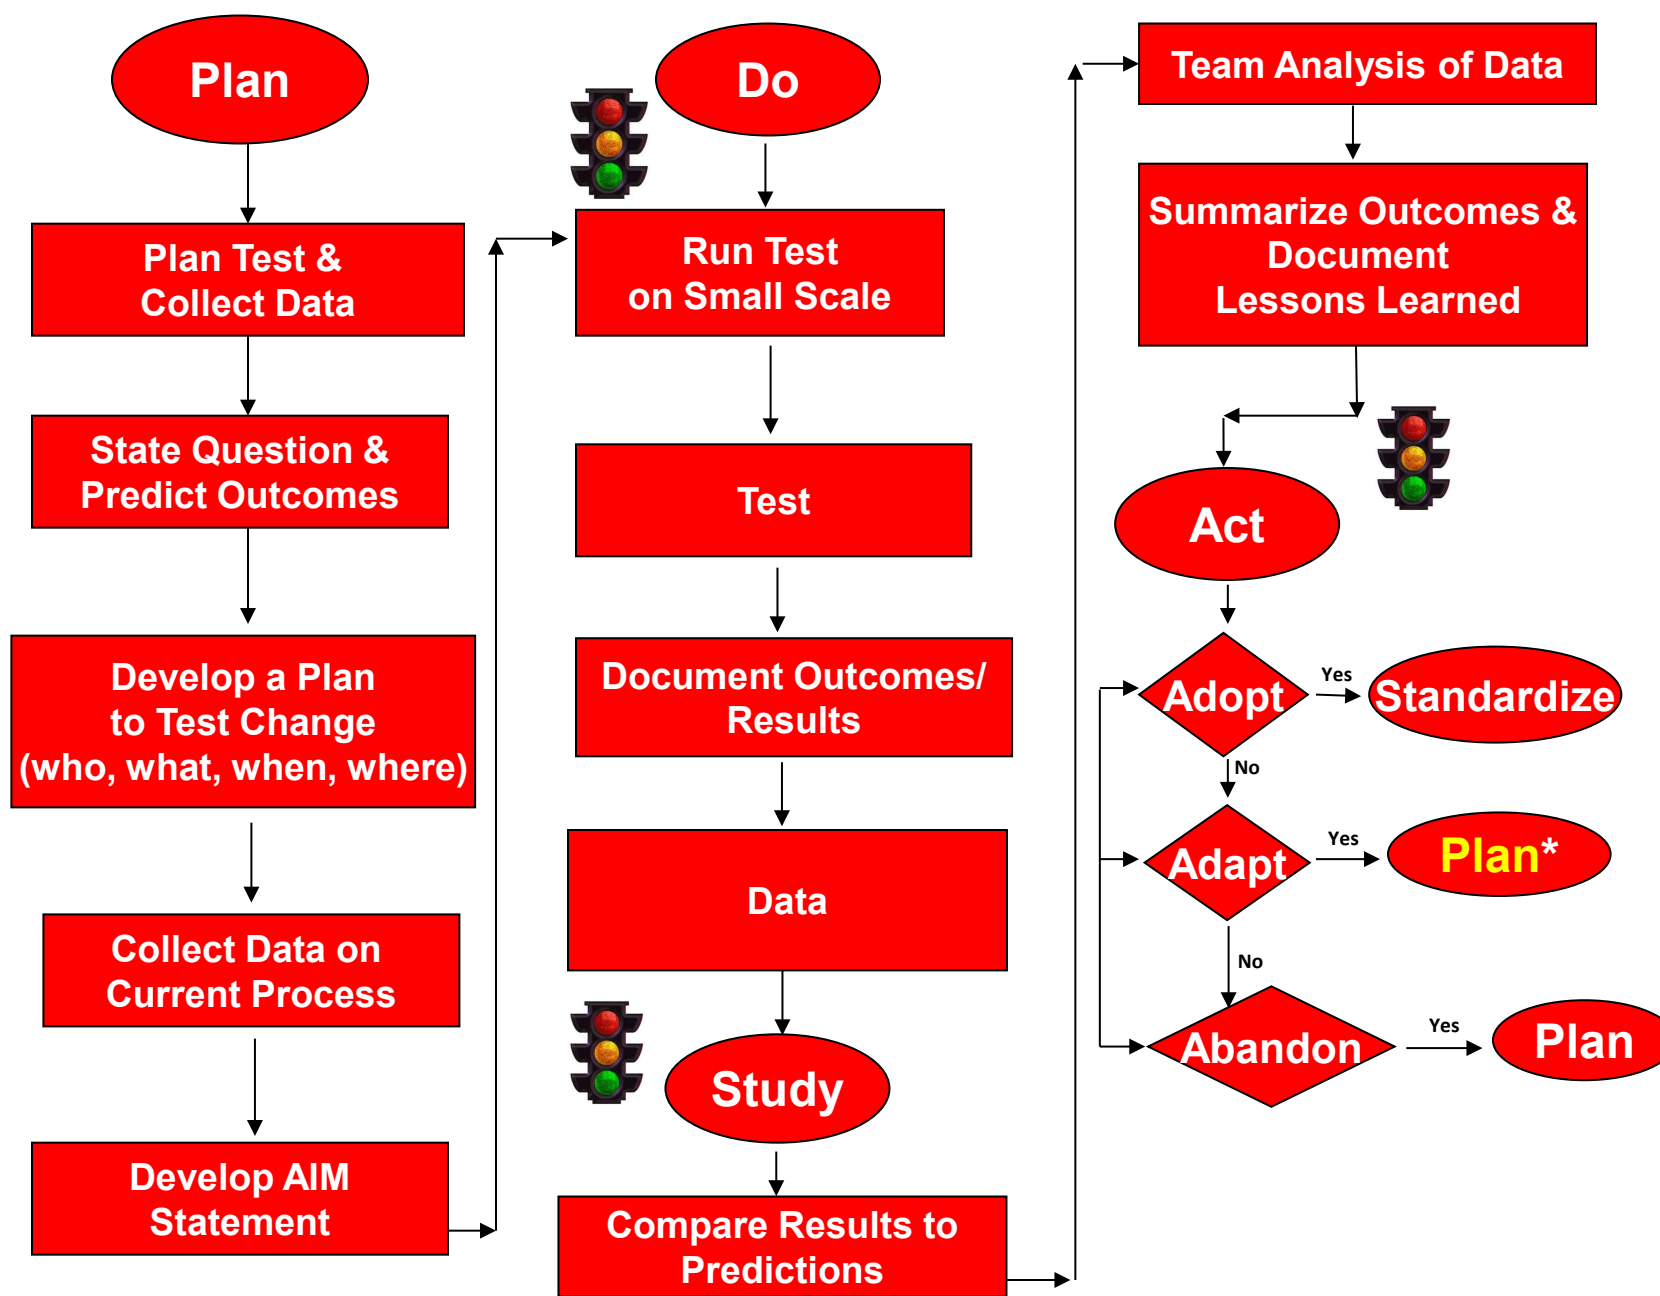 Plan
Plan Test &
Collect Data
State Question &
Predict Outcomes
Develop a Plan
to Test Change
(who, what, when, where)
Collect Data on
Current Process
Develop AIM
Statement
Do
Run Test
on Small Scale
Test
Document Outcomes/
Results
Data
Study
Compare Results to
Predictions
Team Analysis of Data
Summarize Outcomes &
Document
Lessons Learned
Act
Adopt
Yes
Standardize
No
Adapt
Yes
Plan*
No
Abandon
Yes
Plan